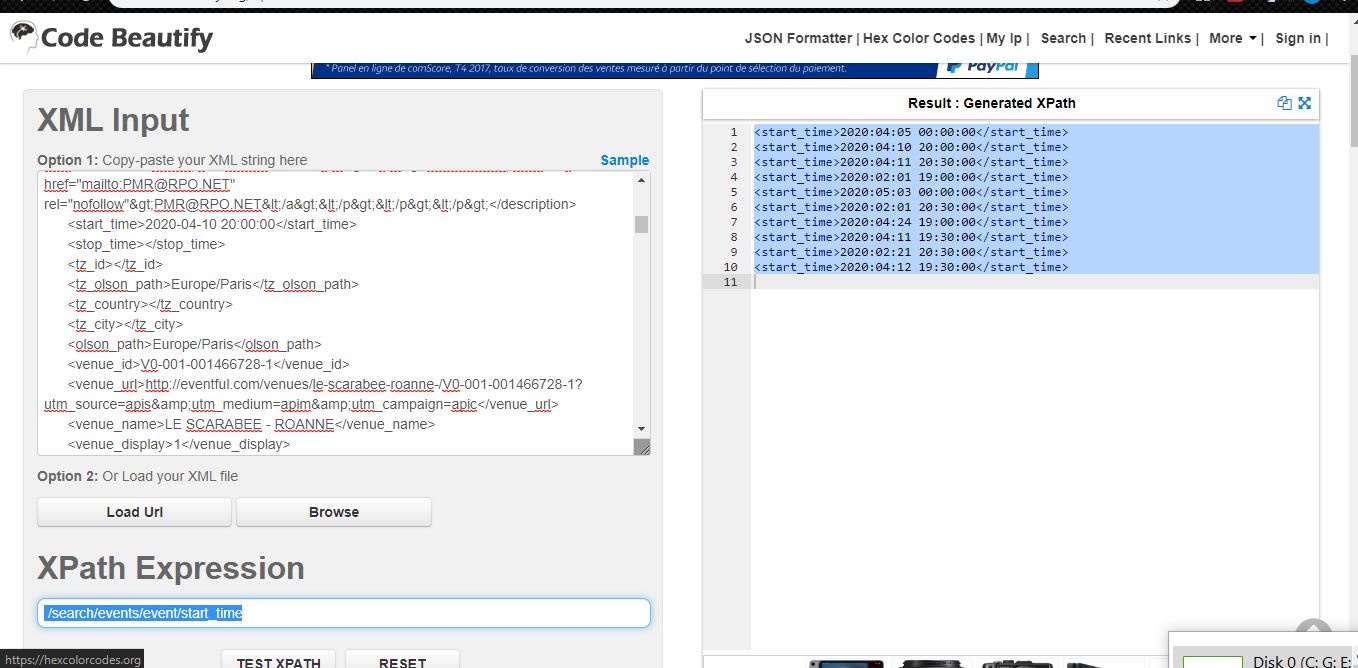 Code Beautify
JSON Formatter | Hex Color Codes | My Ip | Search | Recent Links | More | Sign in |
* Panel en ligne de comScore, T4 2017, taux de conversion des ventes mesuré à partir du point de sélection du paiement.
PayPal
XML Input
Option 1: Copy-paste your XML string here
Sample
href="mailto:PMR@RPO.NET"
rel="nofollow"&gt;PMR@RPO.NET&lt;/a&gt;&lt;/p&gt;&lt;/p&gt;&lt;/p&gt;</description>
<start_time>2020-04-10 20:00:00</start_time>
<stop_time></stop_time>
<tz_id></tz_id>
<tz_olson_path>Europe/Paris</tz_olson_path>
<tz_country></tz_country>
<tz_city></tz_city>
<olson_path>Europe/Paris</olson_path>
<venue_id>V0-001-001466728-1</venue_id>
<venue_url>http://eventful.com/venues/le-scarabee-roanne-/V0-001-001466728-1?
utm_source=apis&amp;utm_medium=apim&amp;utm_campaign=apic</venue_url>
<venue_name>LE SCARABEE - ROANNE</venue_name>
<venue_display>1</venue_display>
Option 2: Or Load your XML file
Load Url
Browse
XPath Expression
/search/events/event/start_time
TEST XPATH
RESET
https://hexcolorcodes.org
Result : Generated XPath
1 <start_time>2020:04:05 00:00:00</start_time>
2 <start_time>2020:04:10 20:00:00</start_time>
3 <start_time>2020:04:11 20:30:00</start_time>
4 <start_time>2020:02:01 19:00:00</start_time>
5 <start_time>2020:05:03 00:00:00</start_time>
6 <start_time>2020:02:01 20:30:00</start_time>
7 <start_time>2020:04:24 19:00:00</start_time>
8 <start_time>2020:04:11 19:30:00</start_time>
9 <start_time>2020:02:21 20:30:00</start_time>
10 <start_time>2020:04:12 19:30:00</start_time>
11
Disk 0 (C: G: E: